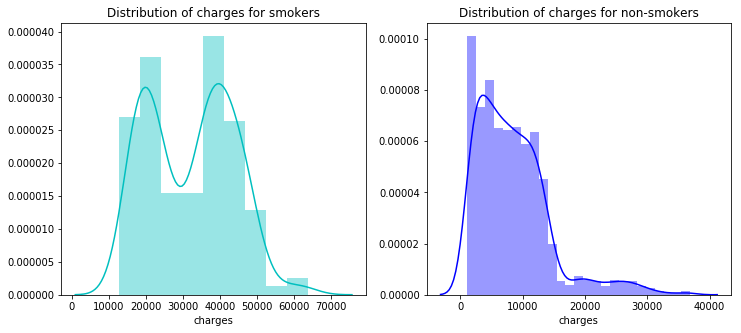 Distribution of charges for smokers
0.000040
0.000035
0.000030
0.000025
0.000020
0.000015
0.000010
0.000005
0.000000
0 10000 20000 30000 40000 50000 60000 70000
charges
Distribution of charges for non-smokers
0.00010
0.00008
0.00006
0.00004
0.00002
0.00000
0 10000 20000 30000 40000
charges